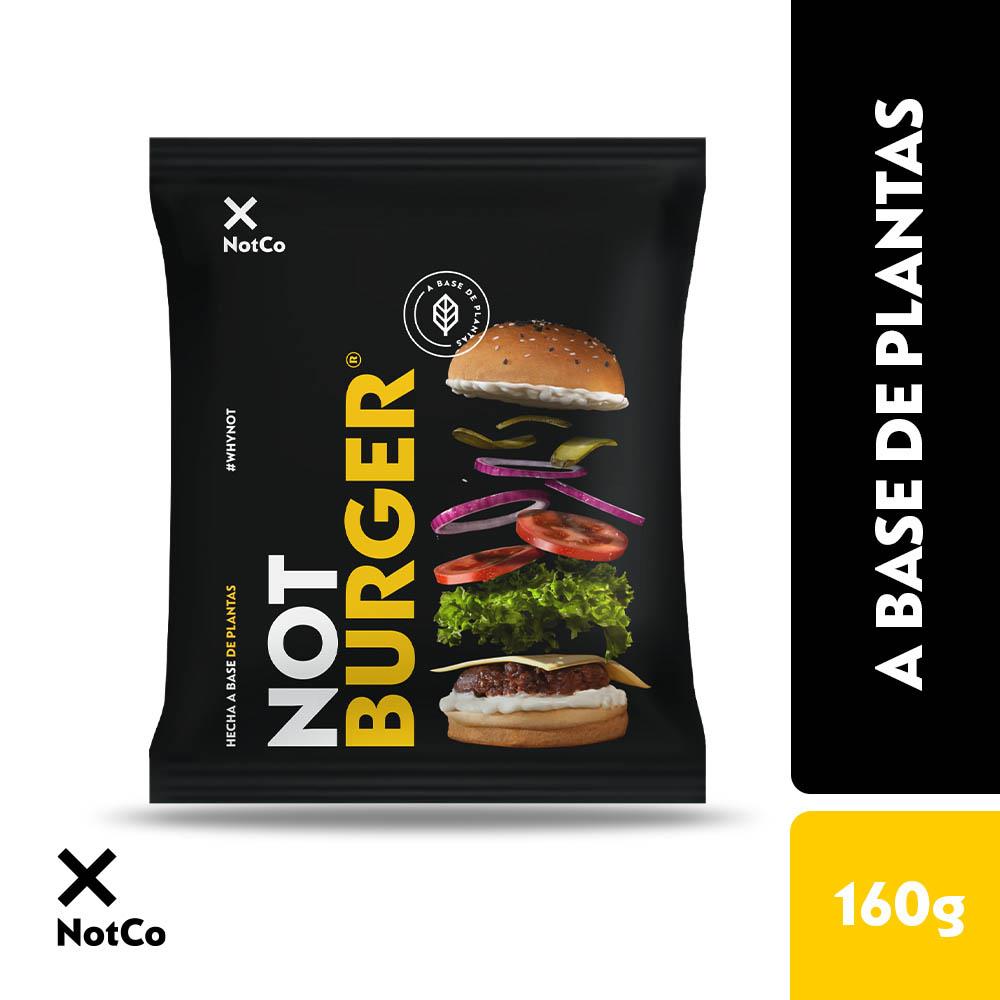 NotCo
A BASE DE PLANTAS
#WHYNOT
HECHA A BASE DE PLANTAS
NOT
BURGER®
A BASE DE PLANTAS
160g
NotCo